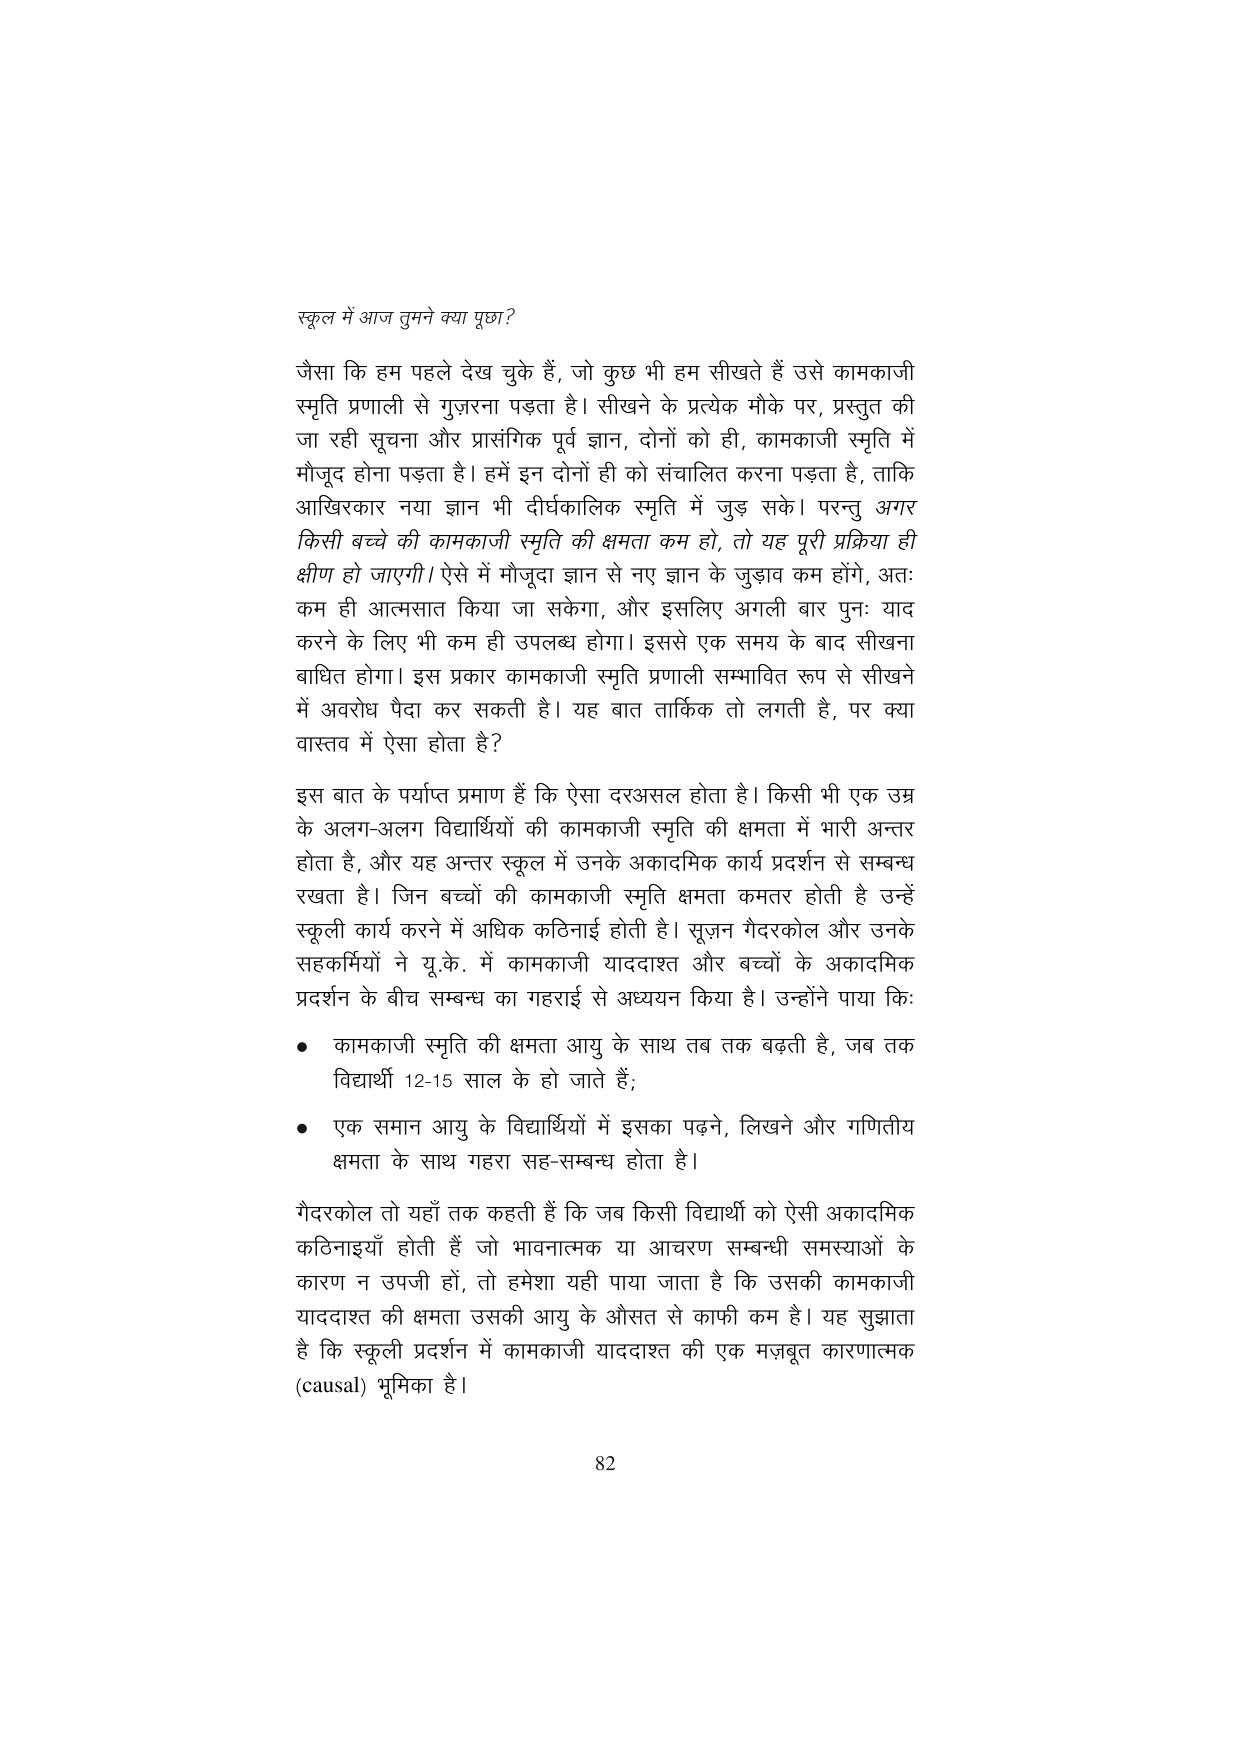 स्कूल में आज तुमने क्या पूछा?
जैसा कि हम पहले देख चुके हैं, जो कुछ भी हम सीखते हैं उसे कामकाजी
स्मृति प्रणाली से गुज़रना पड़ता है। सीखने के प्रत्येक मौके पर, प्रस्तुत की
जा रही सूचना और प्रासंगिक पूर्व ज्ञान, दोनों को ही, कामकाजी स्मृति में
मौजूद होना पड़ता है। हमें इन दोनों ही को संचालित करना पड़ता है, ताकि
आखिरकार नया ज्ञान भी दीर्घकालिक स्मृति में जुड़ सके। परन्तु अगर
किसी बच्चे की कामकाजी स्मृति की क्षमता कम हो, तो यह पूरी प्रक्रिया ही
क्षीण हो जाएगी। ऐसे में मौजूदा ज्ञान से नए ज्ञान के जुड़ाव कम होंगे, अतः
कम ही आत्मसात किया जा सकेगा, और इसलिए अगली बार पुनः याद
करने के लिए भी कम ही उपलब्ध होगा। इससे एक समय के बाद सीखना
बाधित होगा। इस प्रकार कामकाजी स्मृति प्रणाली सम्भावित रूप से सीखने
में अवरोध पैदा कर सकती है। यह बात तार्किक तो लगती है, पर क्या
वास्तव में ऐसा होता है?
इस बात के पर्याप्त प्रमाण हैं कि ऐसा दरअसल होता है। किसी भी एक उम्र
के अलग-अलग विद्यार्थियों की कामकाजी स्मृति की क्षमता में भारी अन्तर
होता है, और यह अन्तर स्कूल में उनके अकादमिक कार्य प्रदर्शन से सम्बन्ध
रखता है। जिन बच्चों की कामकाजी स्मृति क्षमता कमतर होती है उन्हें
स्कूली कार्य करने में अधिक कठिनाई होती है। सूज़न गैदरकोल और उनके
सहकर्मियों ने यू.के. में कामकाजी याददाश्त और बच्चों के अकादमिक
प्रदर्शन के बीच सम्बन्ध का गहराई से अध्ययन किया है। उन्होंने पाया किः
● कामकाजी स्मृति की क्षमता आयु के साथ तब तक बढ़ती है, जब तक
विद्यार्थी 12-15 साल के हो जाते हैं;
● एक समान आयु के विद्यार्थियों में इसका पढ़ने, लिखने और गणितीय
क्षमता के साथ गहरा सह-सम्बन्ध होता है।
गैदरकोल तो यहाँ तक कहती हैं कि जब किसी विद्यार्थी को ऐसी अकादमिक
कठिनाइयाँ होती हैं जो भावनात्मक या आचरण सम्बन्धी समस्याओं के
कारण न उपजी हों, तो हमेशा यही पाया जाता है कि उसकी कामकाजी
याददाश्त की क्षमता उसकी आयु के औसत से काफी कम है। यह सुझाता
है कि स्कूली प्रदर्शन में कामकाजी याददाश्त की एक मज़बूत कारणात्मक
(causal) भूमिका है।
82